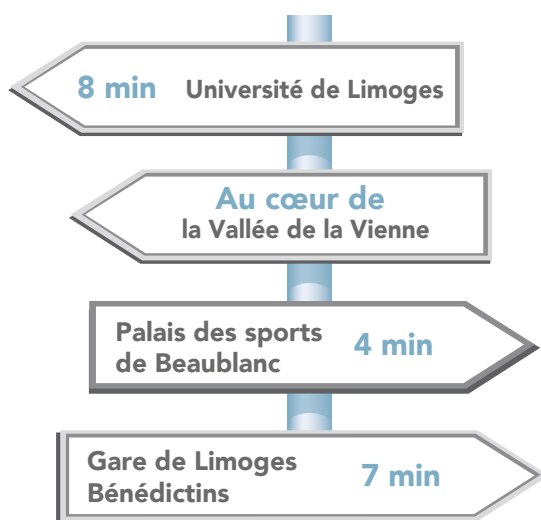 8 min Université de Limoges
Au cœur de
la Vallée de la Vienne
Palais des sports
de Beaublanc
4 min
Gare de Limoges
Bénédictins
7 min